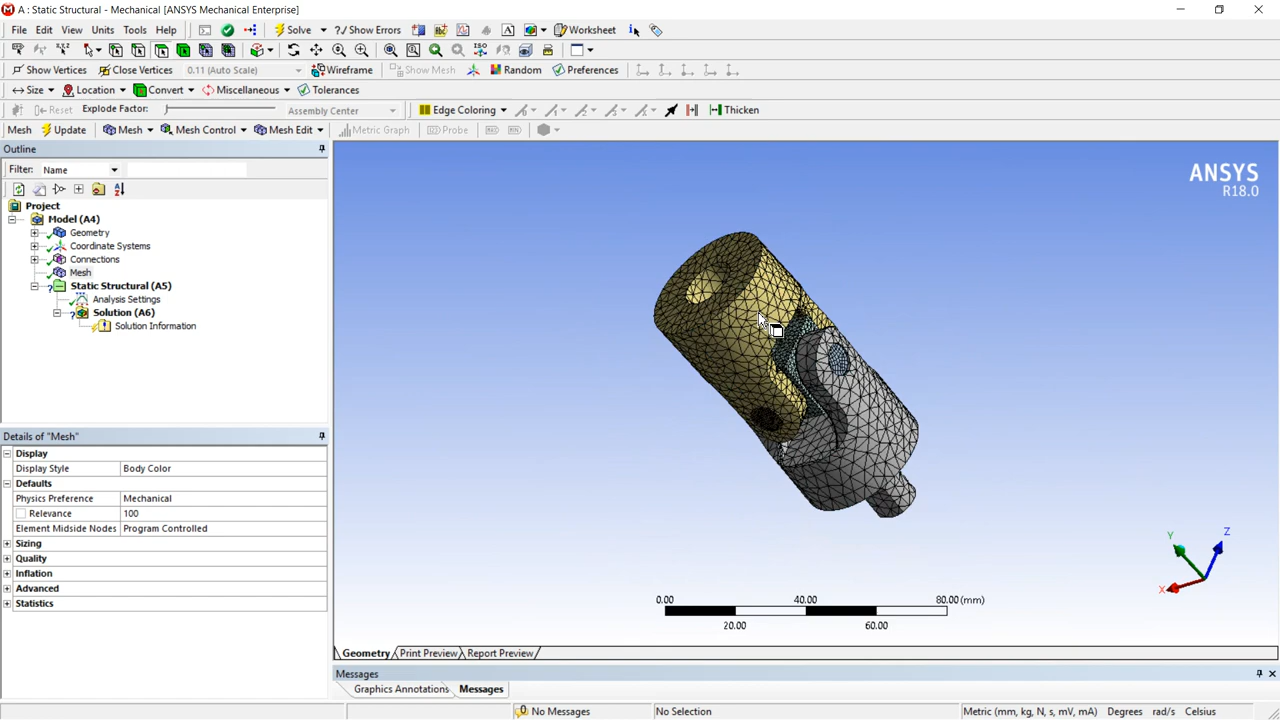 A : Static Structural - Mechanical [ANSYS Mechanical Enterprise]
File Edit View Units Tools Help Solve ?/ Show Errors Worksheet
Show Vertices Close Vertices 0.11 (Auto Scale) Wireframe Show Mesh Random Preferences
Size Location Convert Miscellaneous Tolerances
Reset Explode Factor: Assembly Center Edge Coloring Thicken
Mesh Update Mesh Mesh Control Mesh Edit Metric Graph Probe
Outline
Filter: Name
Project
Model (A4)
Geometry
Coordinate Systems
Connections
Mesh
Static Structural (A5)
Analysis Settings
Solution (A6)
Solution Information
Details of "Mesh"
Display
Display Style Body Color
Defaults
Physics Preference Mechanical
Relevance 100
Element Midside Nodes Program Controlled
Sizing
Quality
Inflation
Advanced
Statistics
ANSYS
R18.0
Y
Z
X
0.00 40.00 80.00 (mm)
20.00 60.00
Geometry Print Preview Report Preview
Messages
Graphics Annotations Messages
No Messages No Selection Metric (mm, kg, N, s, mV, mA) Degrees rad/s Celsius